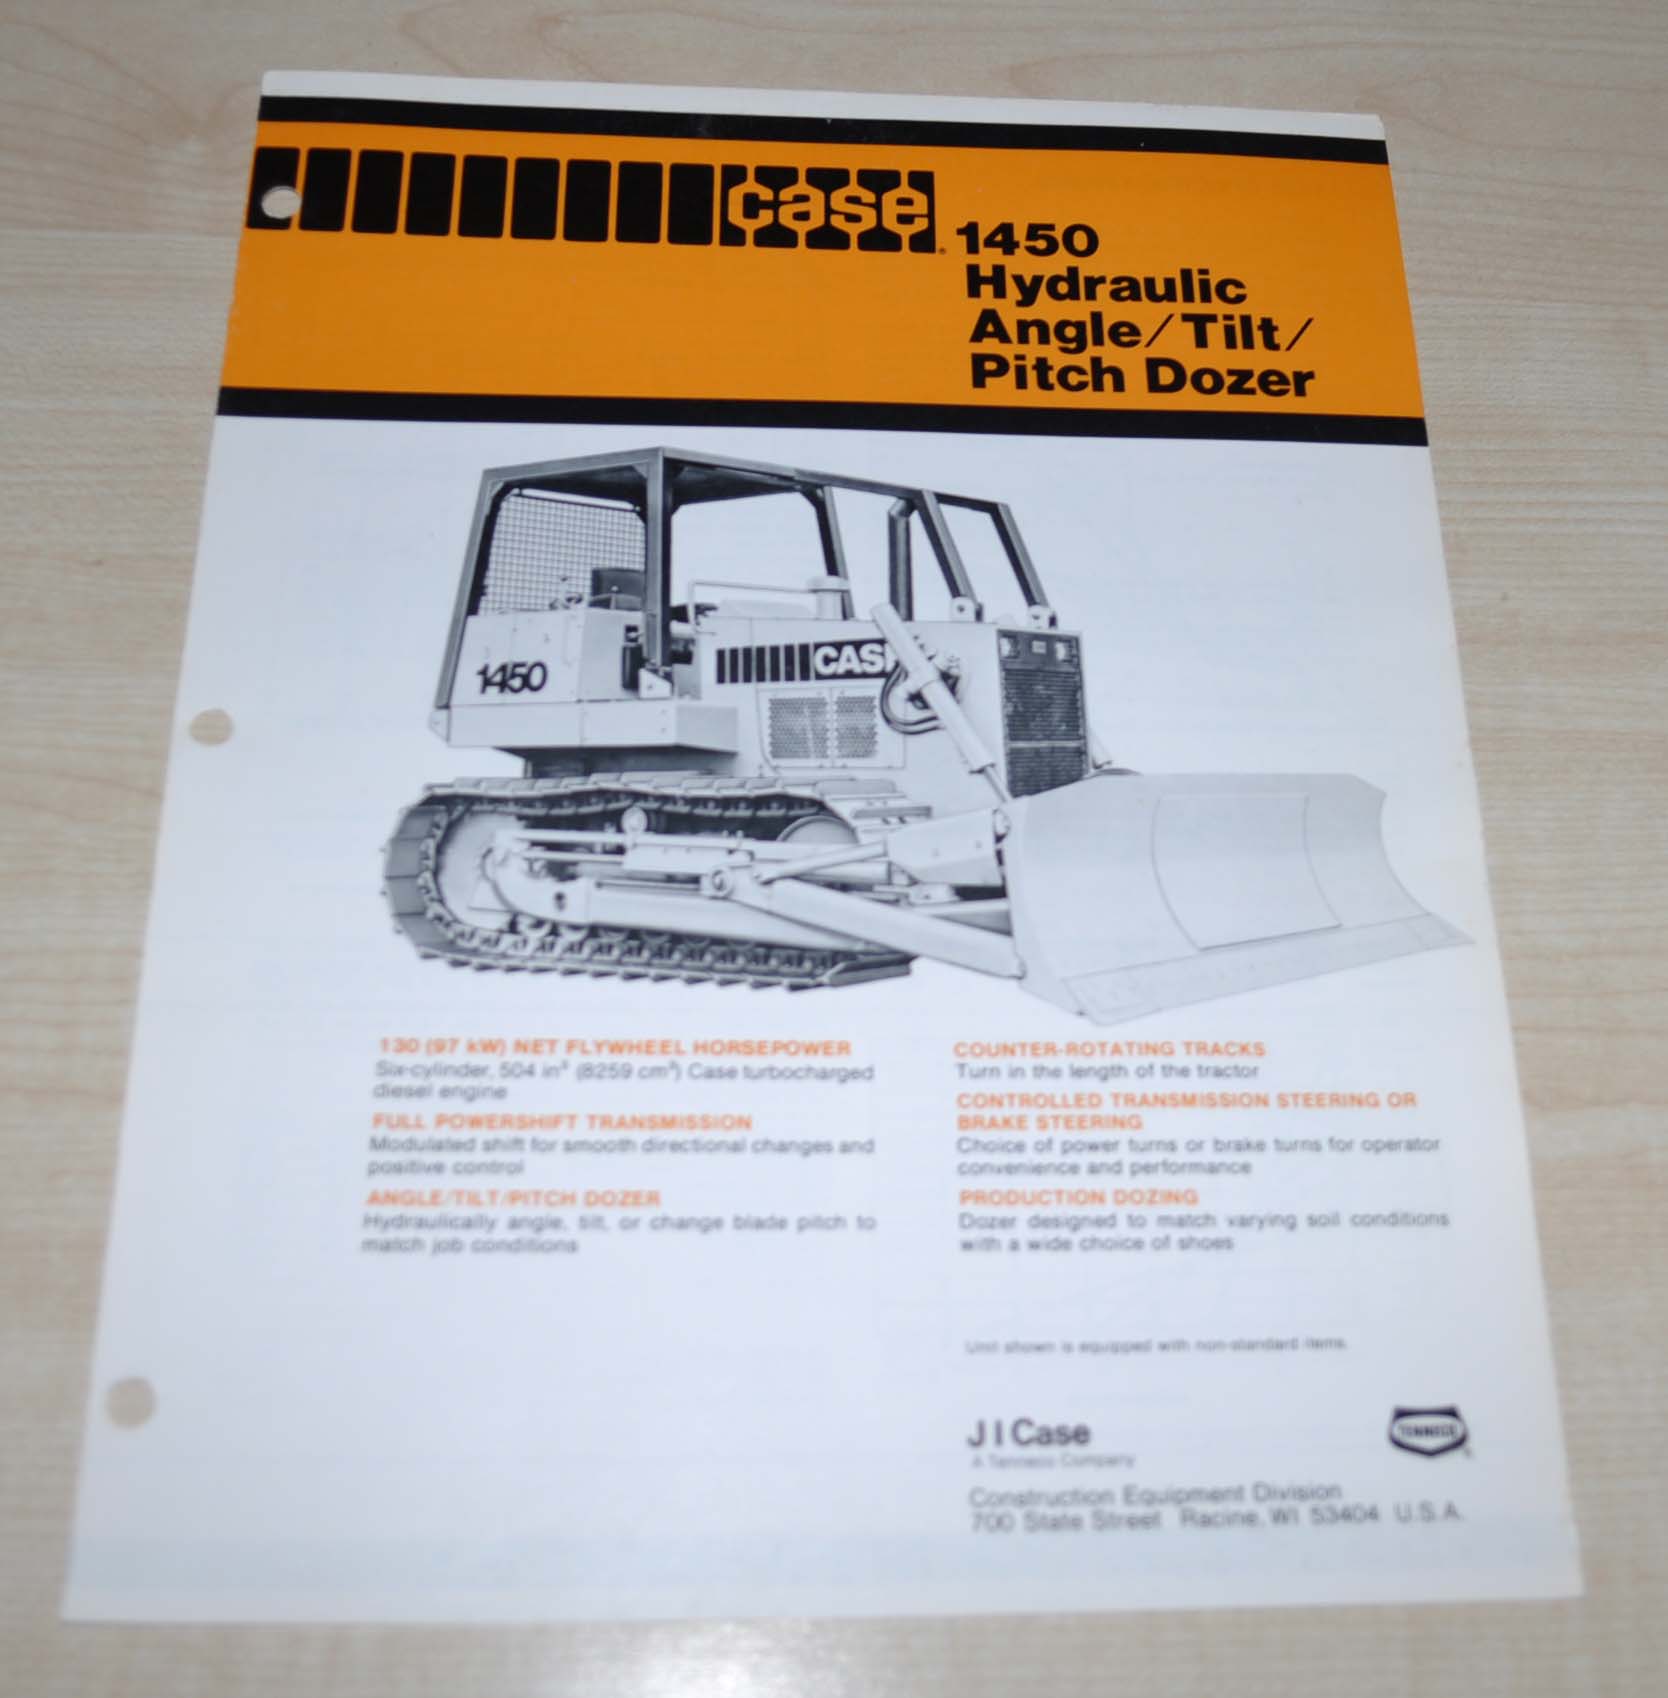 case
1450
Hydraulic
Angle/Tilt/
Pitch Dozer
1450
CASE
130 (97 kW) NET FLYWHEEL HORSEPOWER
Six-cylinder, 504 in³ (8259 cm³) Case turbocharged
diesel engine
FULL POWERSHIFT TRANSMISSION
Modulated shift for smooth directional changes and
positive control
ANGLE/TILT/PITCH DOZER
Hydraulically angle, tilt, or change blade pitch to
match job conditions
COUNTER-ROTATING TRACKS
Turn in the length of the tractor
CONTROLLED TRANSMISSION STEERING OR
BRAKE STEERING
Choice of power turns or brake turns for operator
convenience and performance
PRODUCTION DOZING
Dozer designed to match varying soil conditions
with a wide choice of shoes
Unit shown is equipped with non-standard items.
J I Case
A Tenneco Company
TENNECO
Construction Equipment Division
700 State Street Racine, WI 53404 U.S.A.